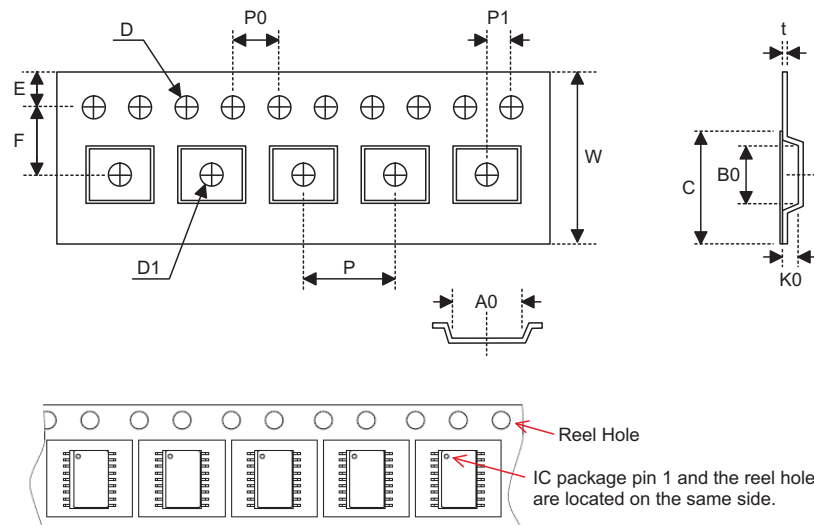 D
P0
P1
t
E
F
W
C
B0
D1
P
K0
A0
Reel Hole
IC package pin 1 and the reel hole
are located on the same side.